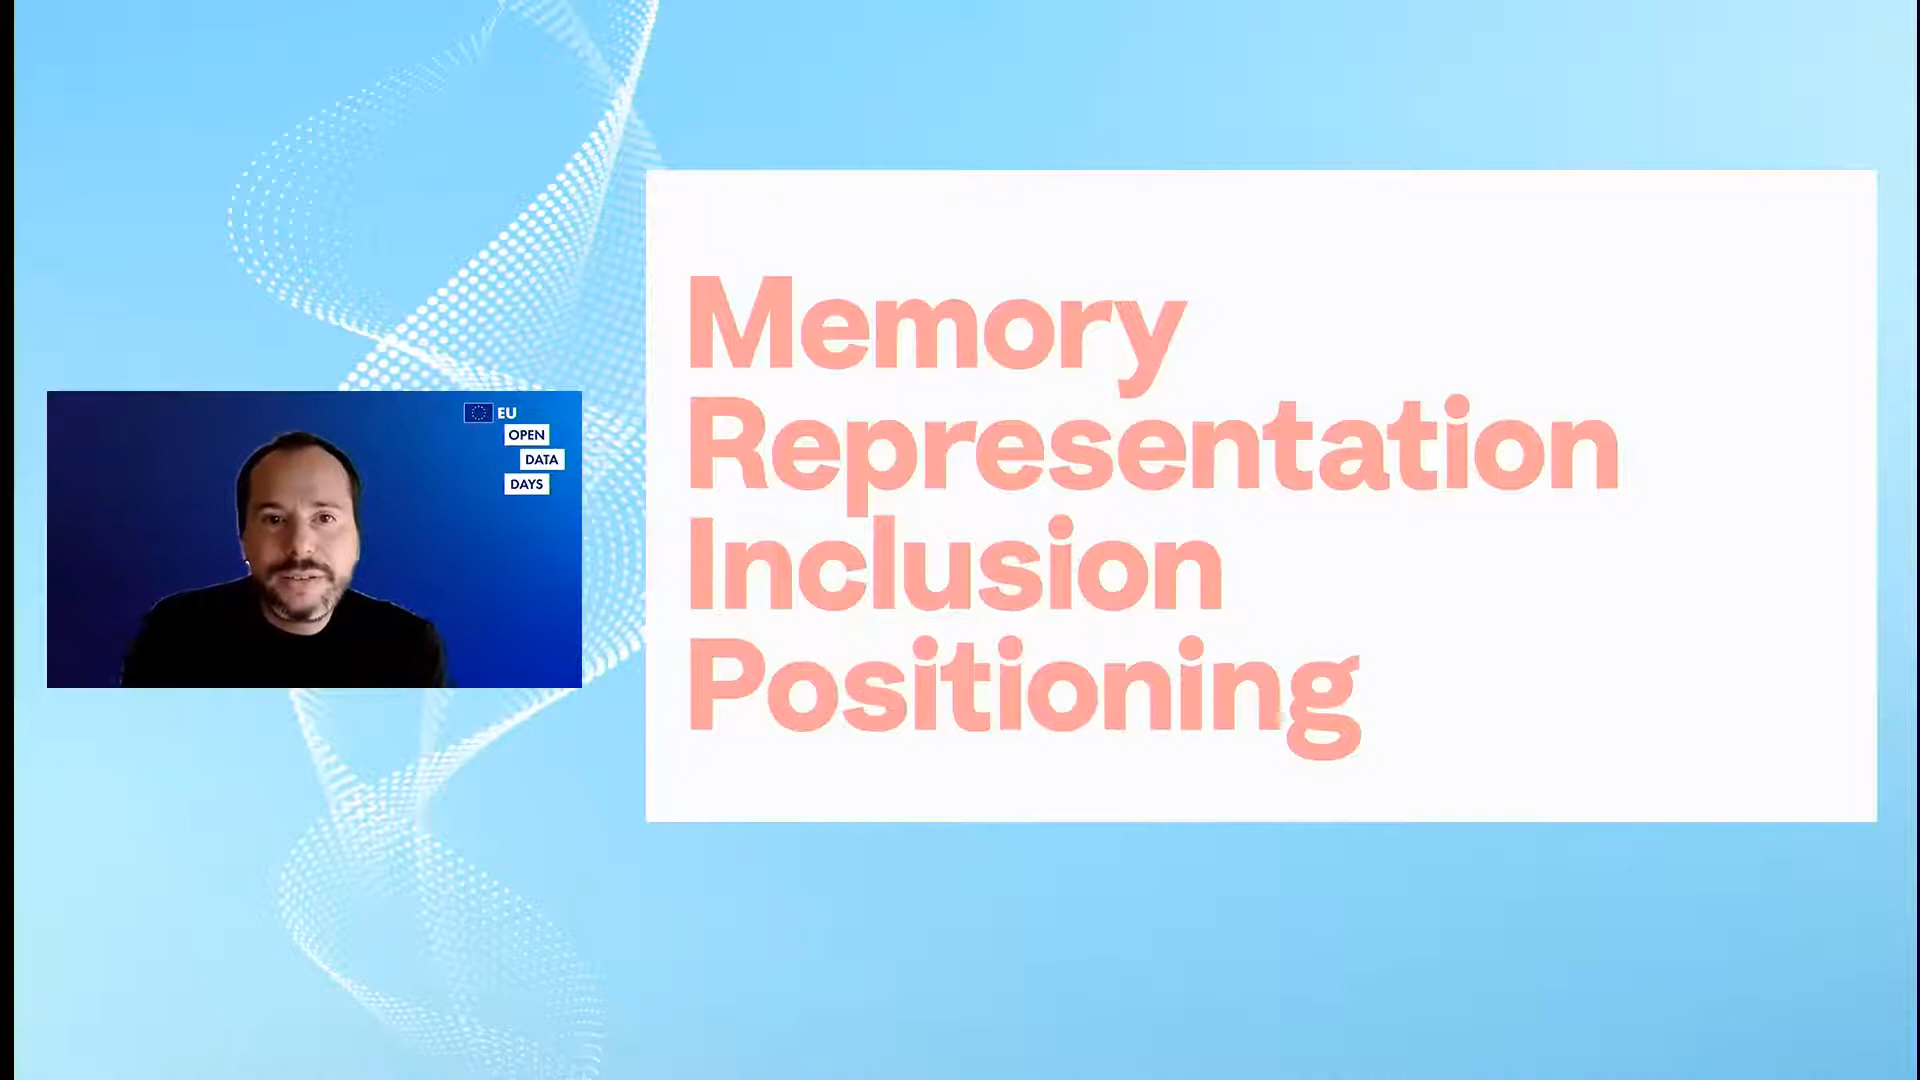 EU
OPEN
DATA
DAYS
Memory
Representation
Inclusion
Positioning